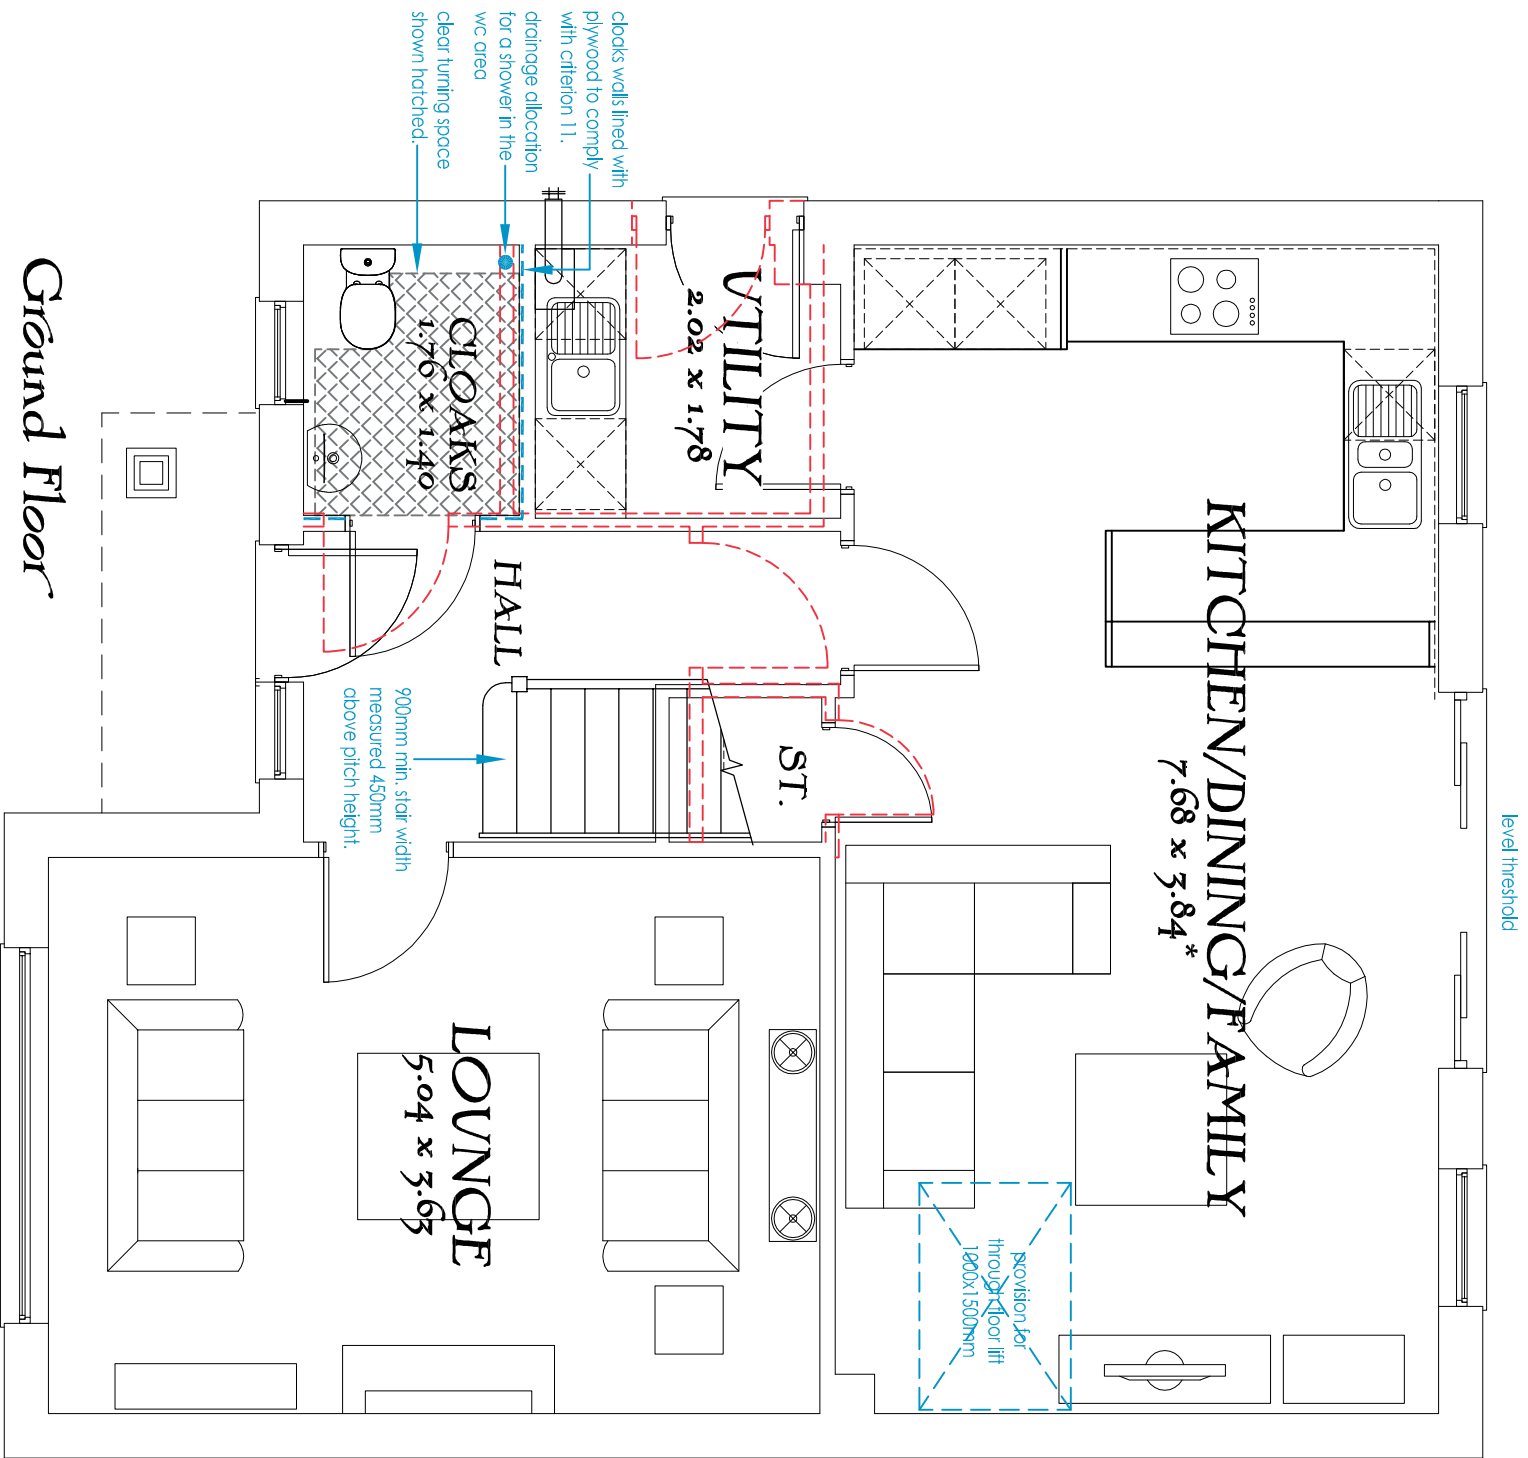 level threshold
KITCHEN/DINING/FAMILY
7.68 x 3.84*
provision for
through floor lift
1000x1500mm
UTILITY
2.02 x 1.78
ST.
cloaks walls lined with
plywood to comply
with criterion 11.
drainage allocation
for a shower in the
wc area
clear turning space
shown hatched.
HALL
CLOAKS
1.76 x 1.40
LOUNGE
5.04 x 3.63
900mm min. stair width
measured 450mm
above pitch height.
Ground Floor